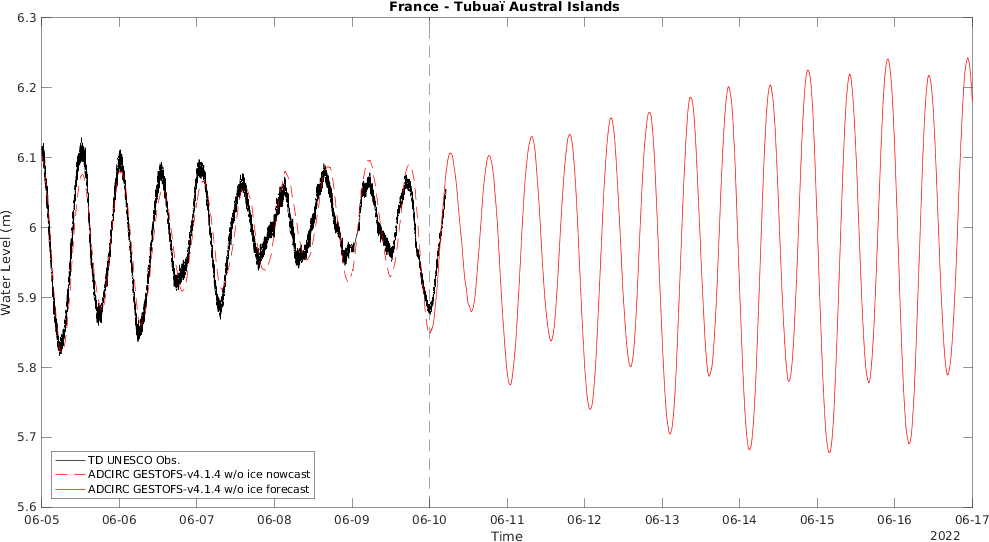 France - Tubuaï Austral Islands
6.3
6.2
6.1
6
5.9
5.8
5.7
5.6
Water Level (m)
TD UNESCO Obs.
ADCIRC GESTOFS-v4.1.4 w/o ice nowcast
ADCIRC GESTOFS-v4.1.4 w/o ice forecast
06-05 06-06 06-07 06-08 06-09 06-10 06-11 06-12 06-13 06-14 06-15 06-16 06-17
Time
2022